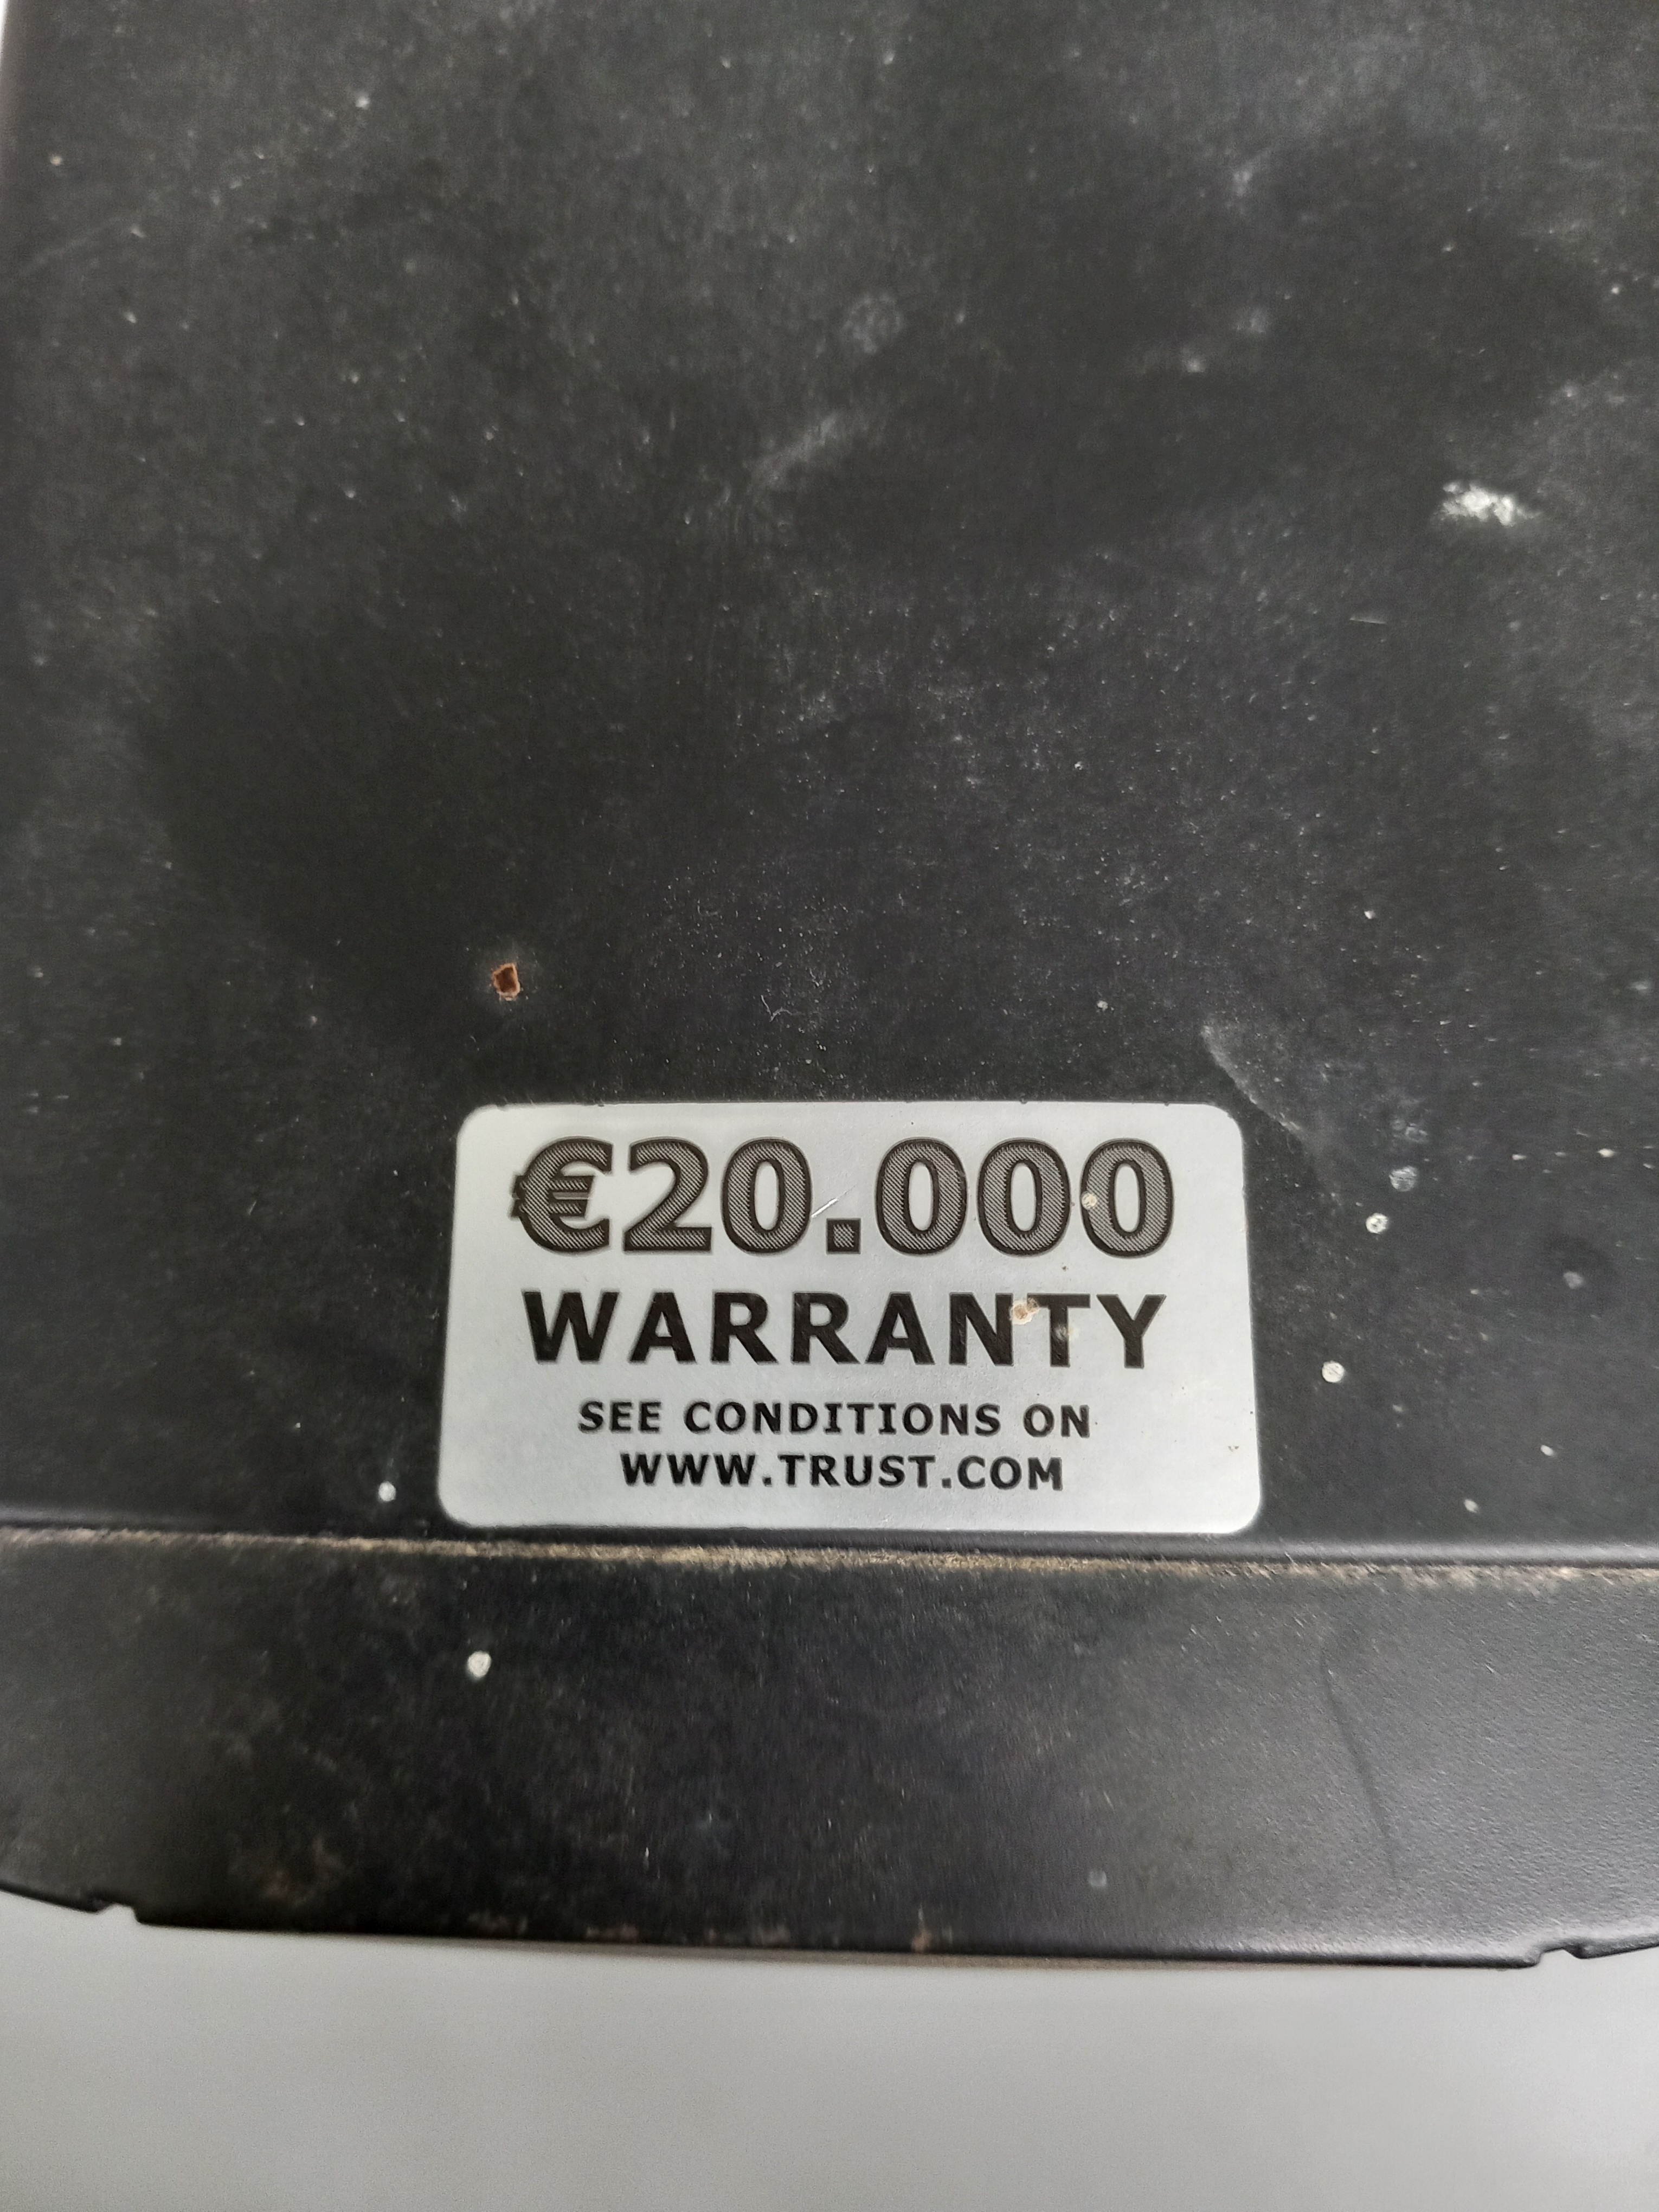 €20.000
WARRANTY
SEE CONDITIONS ON
WWW.TRUST.COM